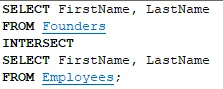 SELECT FirstName, LastName
FROM Founders
INTERSECT
SELECT FirstName, LastName
FROM Employees;